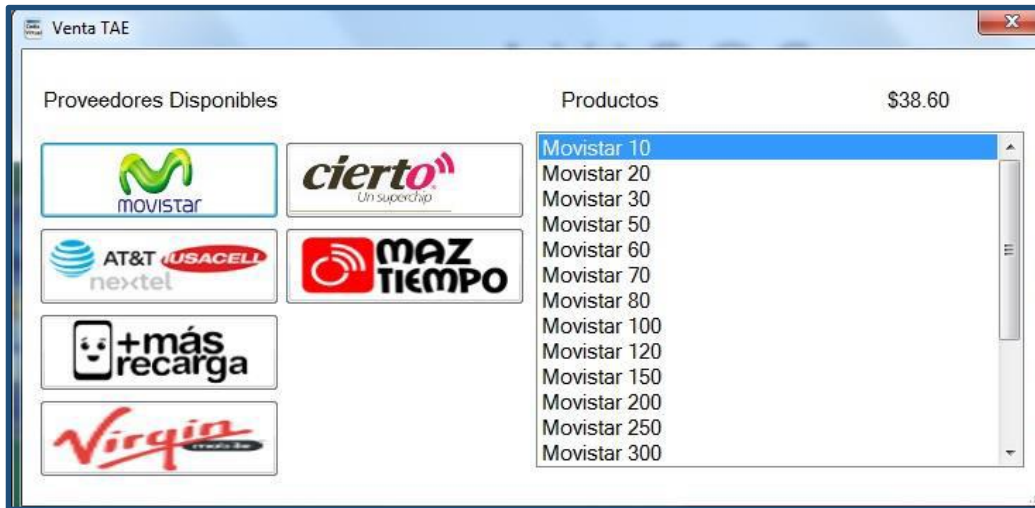 Venta TAE
Proveedores Disponibles
Productos
$38.60
movistar
cierto
Un superchip
AT&T IUSACELL
nextel
MAZ
TIEMPO
+más
recarga
Virgin
mobile
Movistar 10
Movistar 20
Movistar 30
Movistar 50
Movistar 60
Movistar 70
Movistar 80
Movistar 100
Movistar 120
Movistar 150
Movistar 200
Movistar 250
Movistar 300